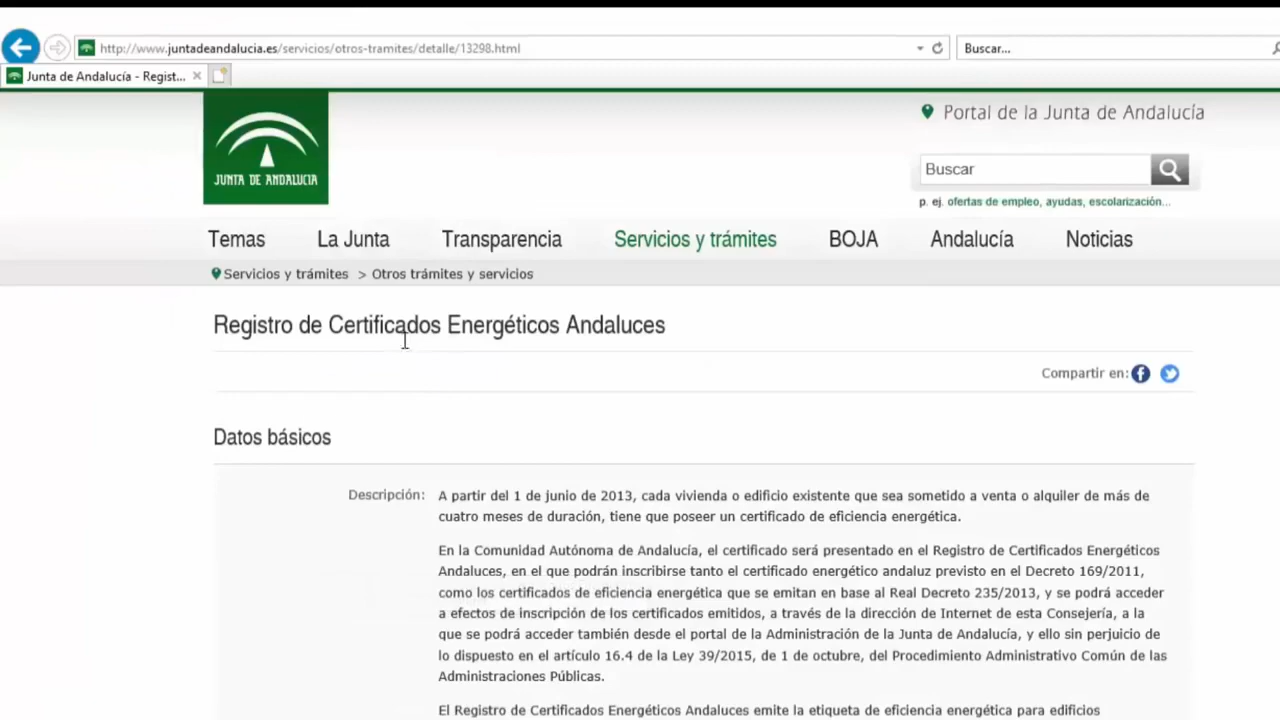 http://www.juntadeandalucia.es/servicios/otros-tramites/detalle/13298.html
Buscar...
Junta de Andalucía - Regist...
JUNTA DE ANDALUCIA
Portal de la Junta de Andalucía
Buscar
p. ej. ofertas de empleo, ayudas, escolarización...
Temas La Junta Transparencia Servicios y trámites BOJA Andalucía Noticias
Servicios y trámites > Otros trámites y servicios
Registro de Certificados Energéticos Andaluces
Compartir en:
Datos básicos
Descripción: A partir del 1 de junio de 2013, cada vivienda o edificio existente que sea sometido a venta o alquiler de más de
cuatro meses de duración, tiene que poseer un certificado de eficiencia energética.
En la Comunidad Autónoma de Andalucía, el certificado será presentado en el Registro de Certificados Energéticos
Andaluces, en el que podrán inscribirse tanto el certificado energético andaluz previsto en el Decreto 169/2011,
como los certificados de eficiencia energética que se emitan en base al Real Decreto 235/2013, y se podrá acceder
a efectos de inscripción de los certificados emitidos, a través de la dirección de Internet de esta Consejería, a la
que se podrá acceder también desde el portal de la Administración de la Junta de Andalucía, y ello sin perjuicio de
lo dispuesto en el artículo 16.4 de la Ley 39/2015, de 1 de octubre, del Procedimiento Administrativo Común de las
Administraciones Públicas.
El Registro de Certificados Energéticos Andaluces emite la etiqueta de eficiencia energética para edificios